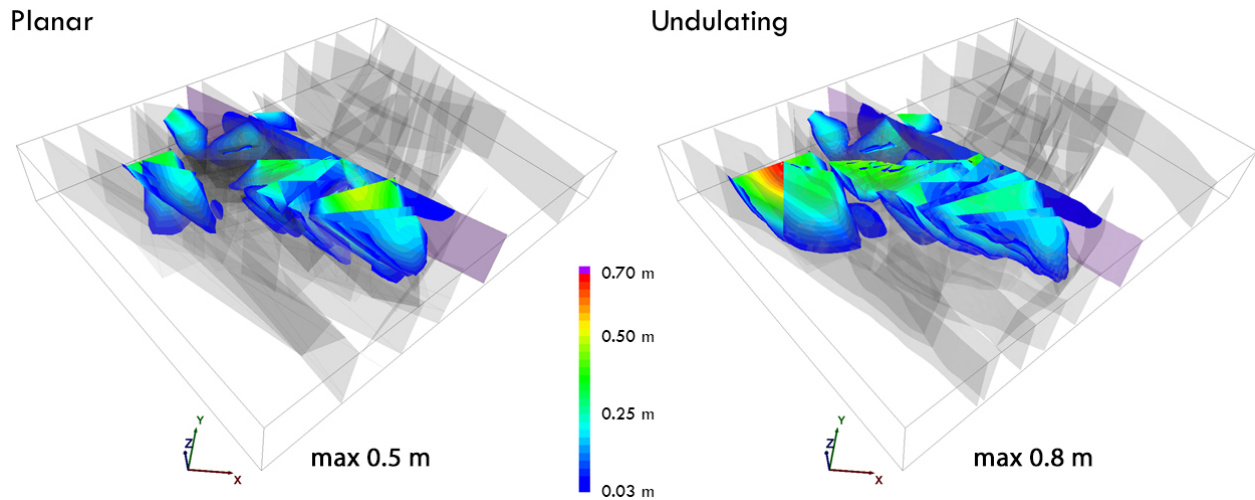 Planar
Undulating
0.70 m
0.50 m
0.25 m
0.03 m
Y
Z
X
max 0.5 m
Y
Z
X
max 0.8 m